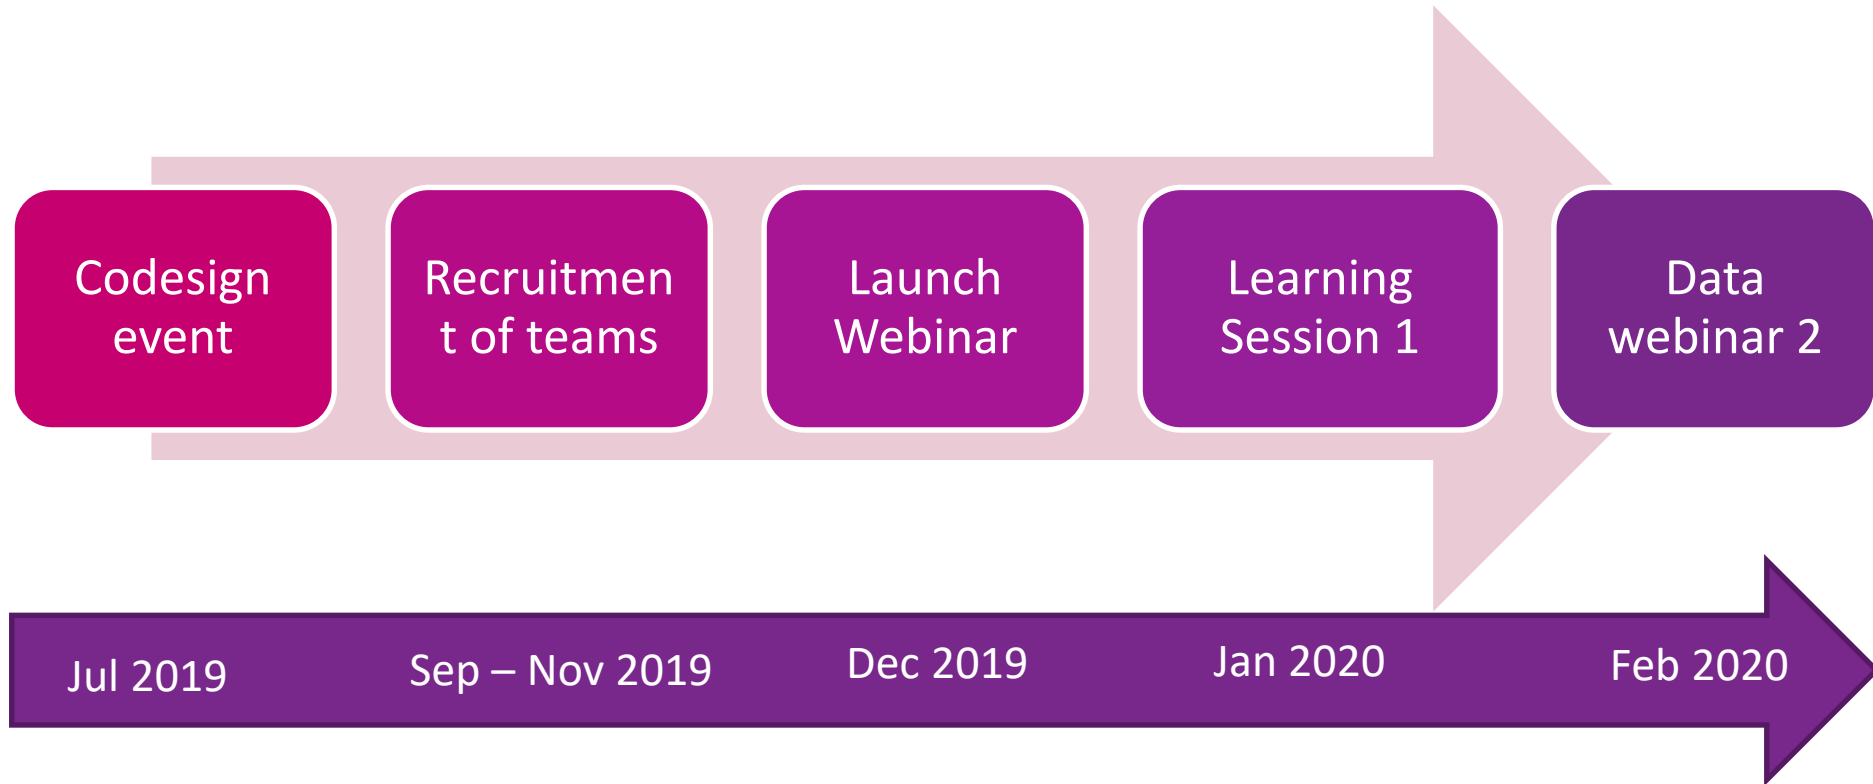 Codesign
event
Recruitmen
t of teams
Launch
Webinar
Learning
Session 1
Data
webinar 2
Jul 2019
Sep – Nov 2019
Dec 2019
Jan 2020
Feb 2020